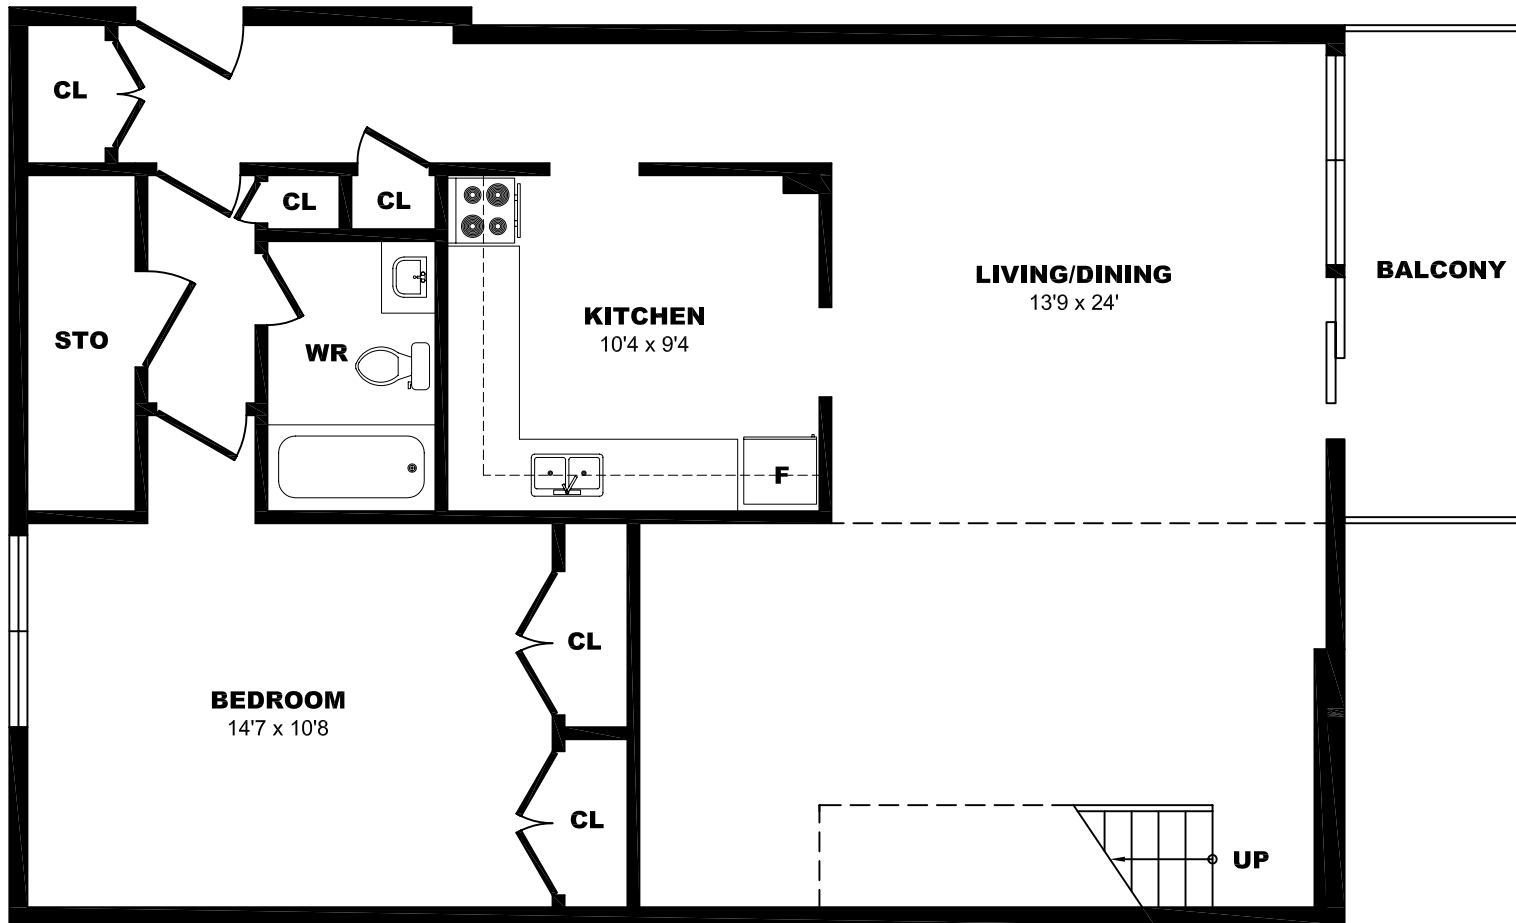 CL
CL
CL
STO
WR
KITCHEN
10'4 x 9'4
F
LIVING/DINING
13'9 x 24'
BALCONY
BEDROOM
14'7 x 10'8
CL
CL
UP